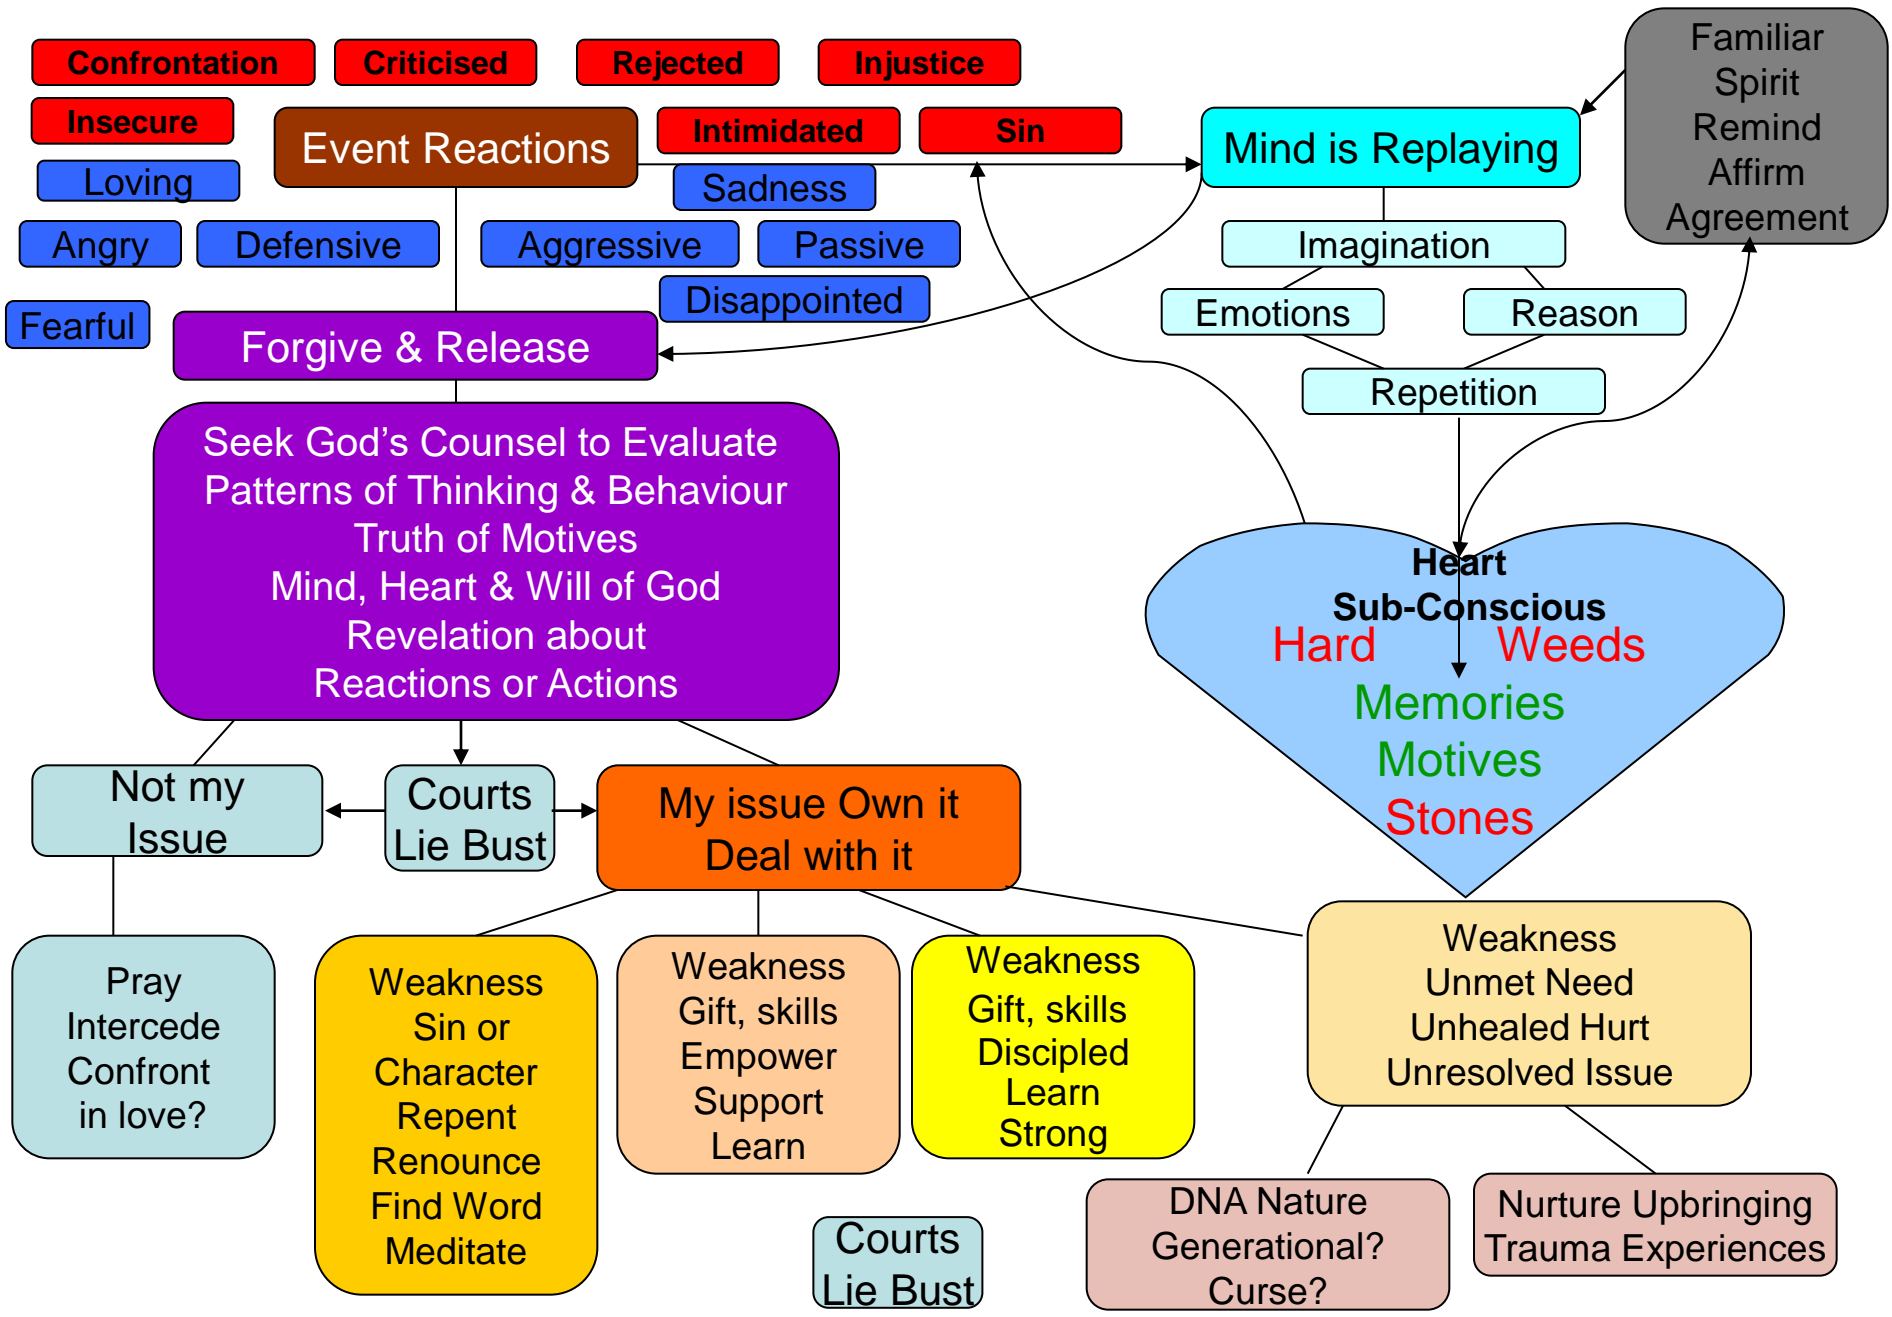 Confrontation
Criticised
Rejected
Injustice
Familiar
Spirit
Remind
Affirm
Agreement
Insecure
Event Reactions
Intimidated
Sin
Mind is Replaying
Loving
Sadness
Angry
Defensive
Aggressive
Passive
Imagination
Disappointed
Emotions
Reason
Fearful
Forgive & Release
Repetition
Seek God's Counsel to Evaluate
Patterns of Thinking & Behaviour
Truth of Motives
Mind, Heart & Will of God
Revelation about
Reactions or Actions
Heart
Sub-Conscious
Hard
Weeds
Memories
Motives
Stones
Not my
Issue
Courts
Lie Bust
My issue Own it
Deal with it
Pray
Intercede
Confront
in love?
Weakness
Sin or
Character
Repent
Renounce
Find Word
Meditate
Weakness
Gift, skills
Empower
Support
Learn
Weakness
Gift, skills
Discipled
Learn
Strong
Weakness
Unmet Need
Unhealed Hurt
Unresolved Issue
Courts
Lie Bust
DNA Nature
Generational?
Curse?
Nurture Upbringing
Trauma Experiences